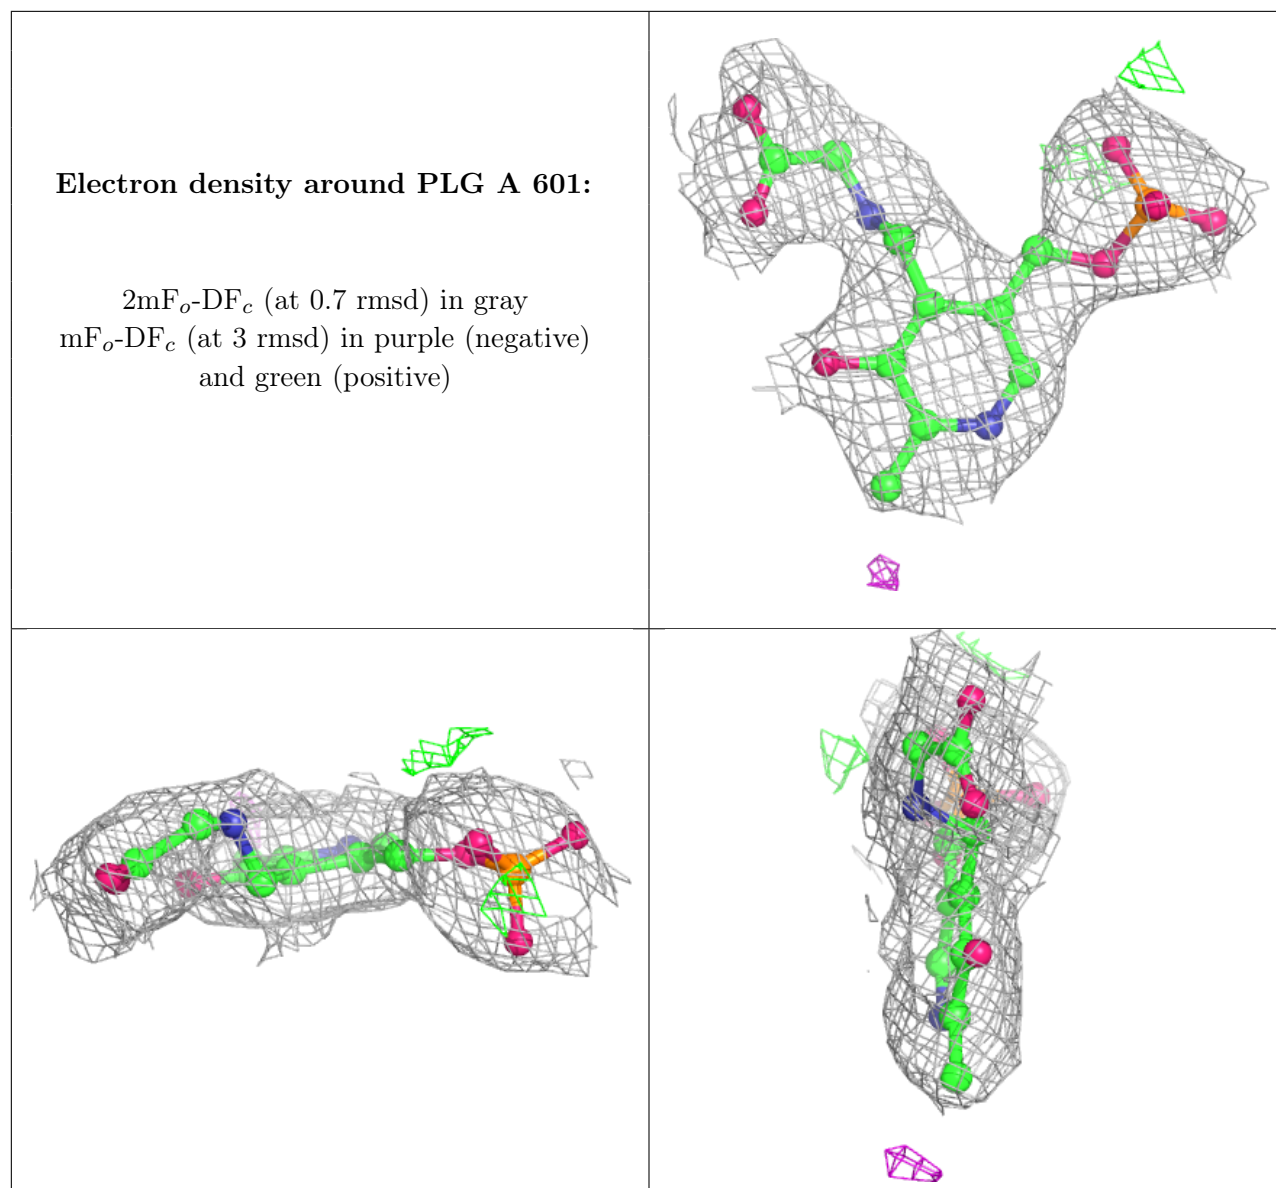 Electron density around PLG A 601:
2mFo-DFc (at 0.7 rmsd) in gray
mFo-DFc (at 3 rmsd) in purple (negative)
and green (positive)